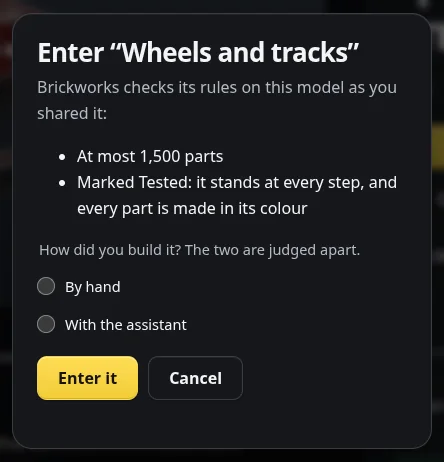 Enter “Wheels and tracks”
Brickworks checks its rules on this model as you
shared it:
• At most 1,500 parts
• Marked Tested: it stands at every step, and
every part is made in its colour
How did you build it? The two are judged apart.
By hand
With the assistant
Enter it
Cancel